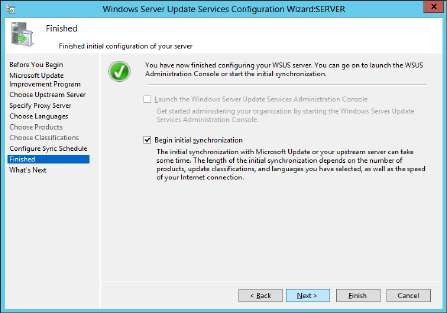 Windows Server Update Services Configuration Wizard:SERVER
Finished
Finished initial configuration of your server
Before You Begin
Microsoft Update
Improvement Program
Choose Upstream Server
Specify Proxy Server
Choose Languages
Choose Products
Choose Classifications
Configure Sync Schedule
Finished
What's Next
You have now finished configuring your WSUS server. You can go on to launch the WSUS
Administration Console or start the initial synchronization.
Launch the Windows Server Update Services Administration Console
Get started administering your organization by starting the Windows Server Update
Services Administration Console.
Begin initial synchronization
The initial synchronization with Microsoft Update or your upstream server can take
some time. The length of the initial synchronization depends on the number of
products, update classifications, and languages you have selected, as well as the
speed of your Internet connection.
< Back
Next >
Finish
Cancel